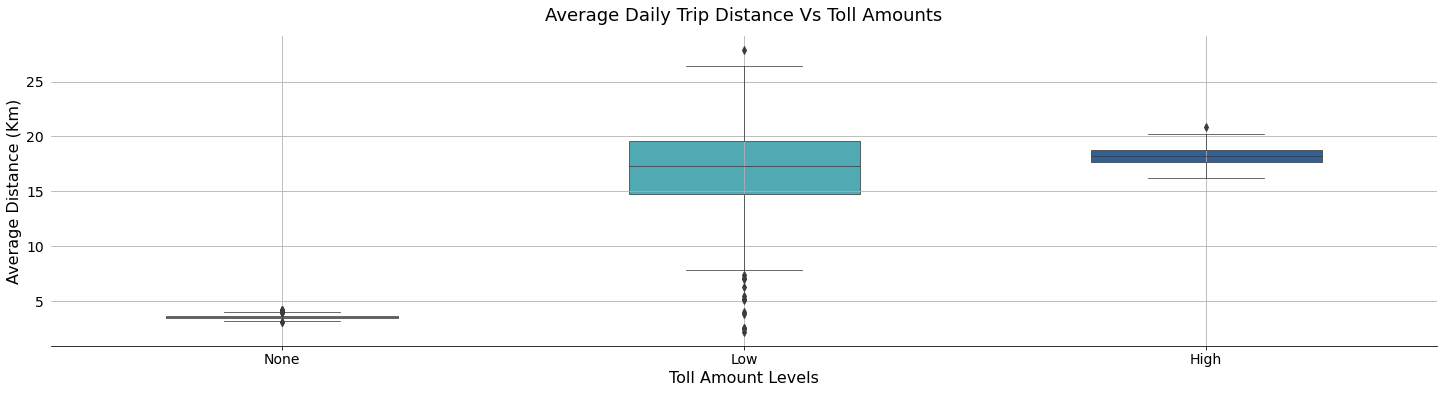 Average Daily Trip Distance Vs Toll Amounts
Average Distance (Km)
25
20
15
10
5
None Low High
Toll Amount Levels